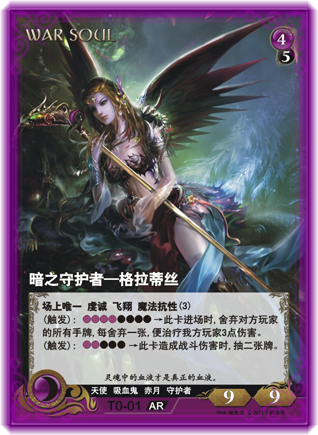 WAR SOUL
4
5
暗之守护者—格拉蒂丝
场上唯一 虔诚 飞翔 魔法抗性(3)
(触发): →此卡进场时,舍弃对方玩家
的所有手牌,每舍弃一张,便治疗我方玩家3点伤害。
(触发): →此卡造成战斗伤害时,抽二张牌。
灵魂中的血液才是真正的血液。
天使 吸血鬼 赤月 守护者
T0-01 AR
9
9